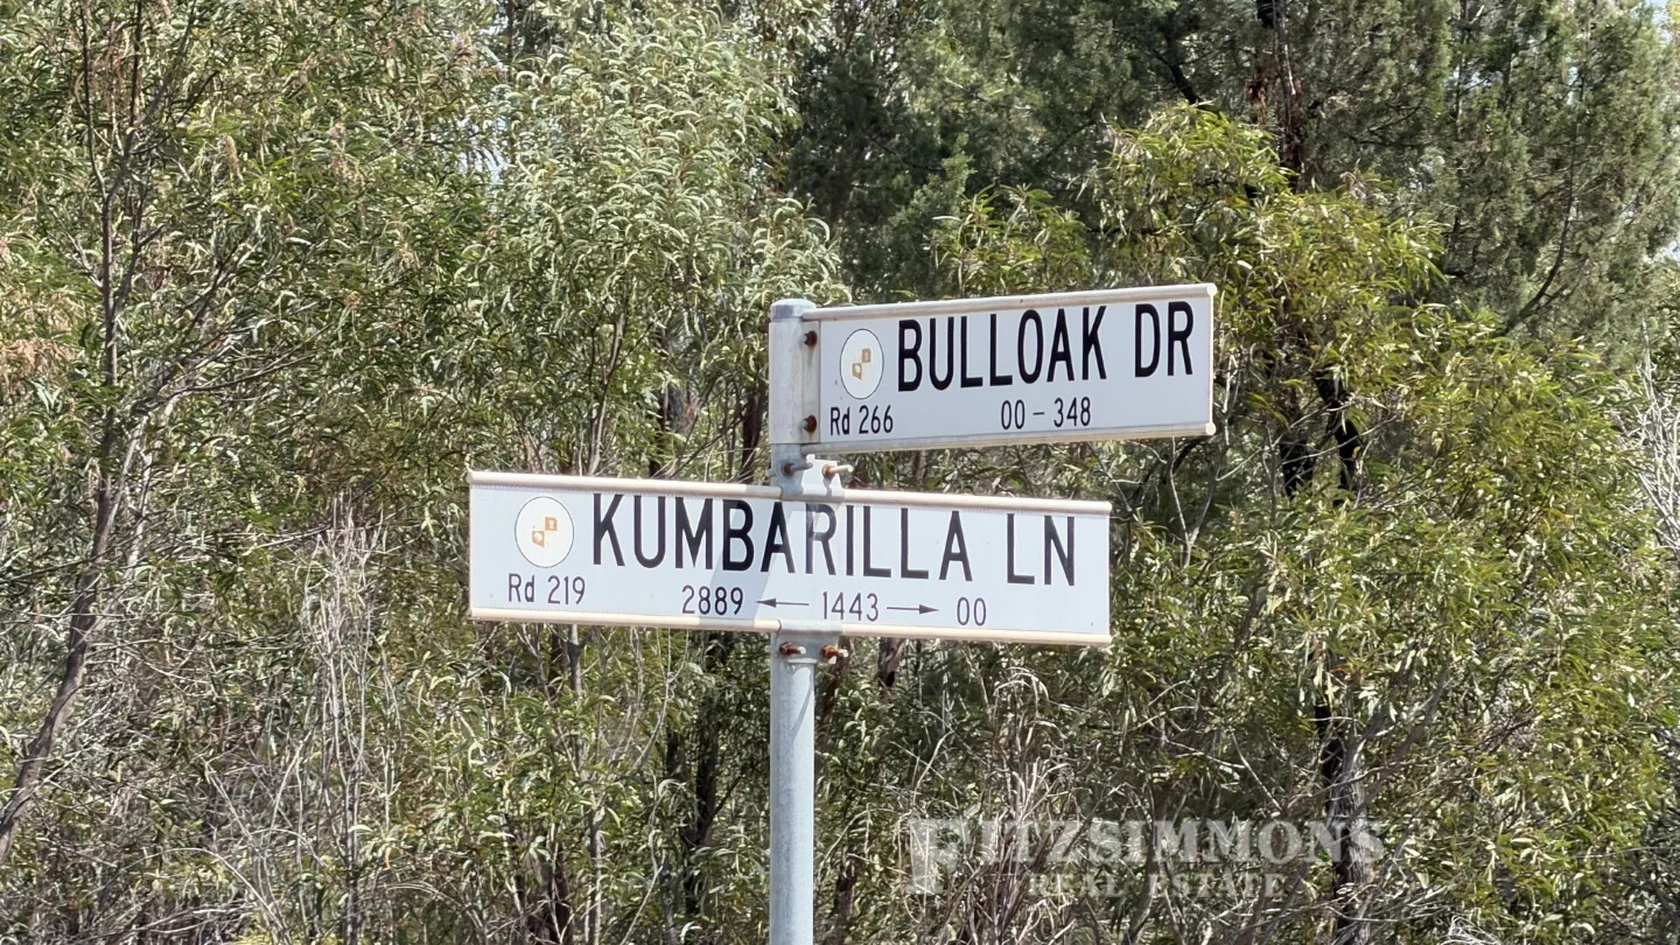 BULLOAK DR
Rd 266 00 - 348
KUMBARILLA LN
Rd 219 2889 ← 1443 → 00
FITZSIMMONS
REAL ESTATE